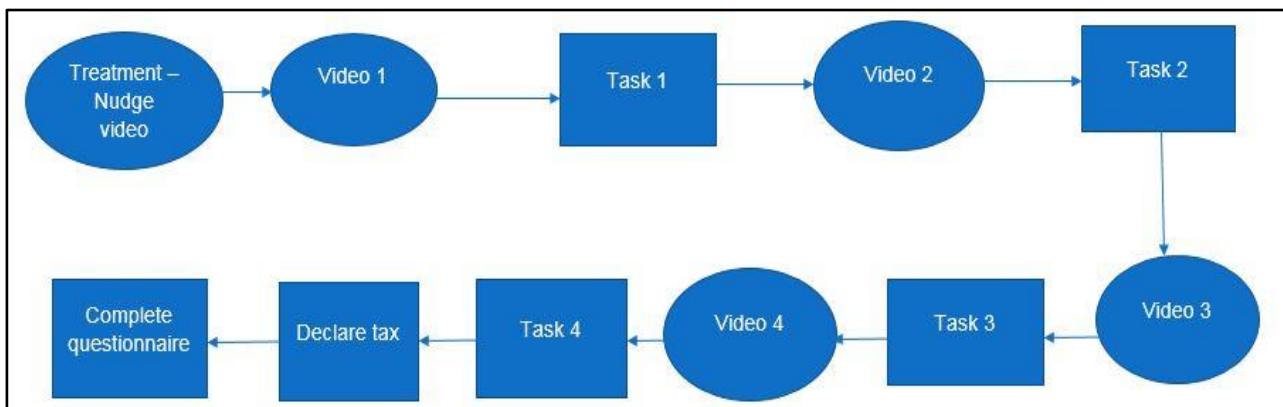 Treatment –
Nudge
video
Video 1
Task 1
Video 2
Task 2
Video 3
Task 3
Video 4
Task 4
Declare tax
Complete
questionnaire